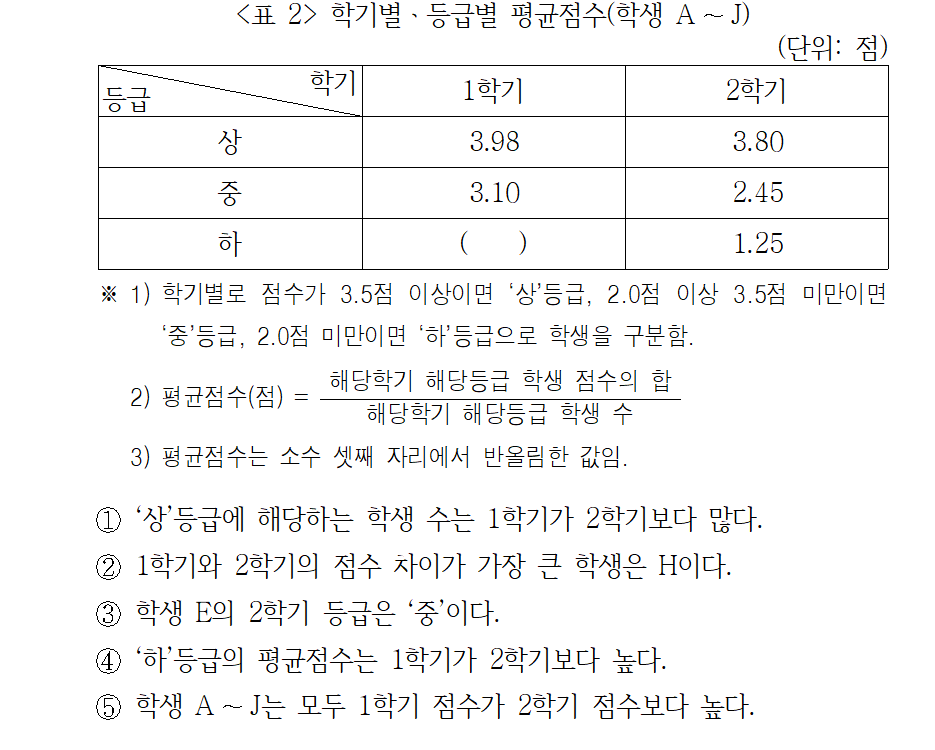 <표 2> 학기별ㆍ등급별 평균점수(학생 A ~ J)
(단위: 점)
학기
등급
1학기
2학기
상
3.98
3.80
중
3.10
2.45
하
( )
1.25
※ 1) 학기별로 점수가 3.5점 이상이면 ‘상’등급, 2.0점 이상 3.5점 미만이면
‘중’등급, 2.0점 미만이면 ‘하’등급으로 학생을 구분함.
2) 평균점수(점) = 해당학기 해당등급 학생 점수의 합
해당학기 해당등급 학생 수
3) 평균점수는 소수 셋째 자리에서 반올림한 값임.
① ‘상’등급에 해당하는 학생 수는 1학기가 2학기보다 많다.
② 1학기와 2학기의 점수 차이가 가장 큰 학생은 H이다.
③ 학생 E의 2학기 등급은 ‘중’이다.
④ ‘하’등급의 평균점수는 1학기가 2학기보다 높다.
⑤ 학생 A ~ J는 모두 1학기 점수가 2학기 점수보다 높다.